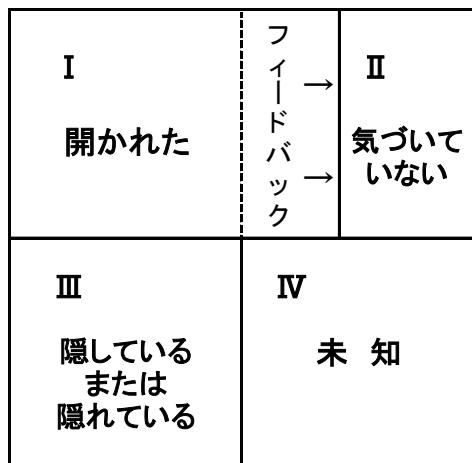 Ⅰ
開かれた
フィードバック
→
→
Ⅱ
気づいて
いない
Ⅲ
隠している
または
隠れている
Ⅳ
未 知